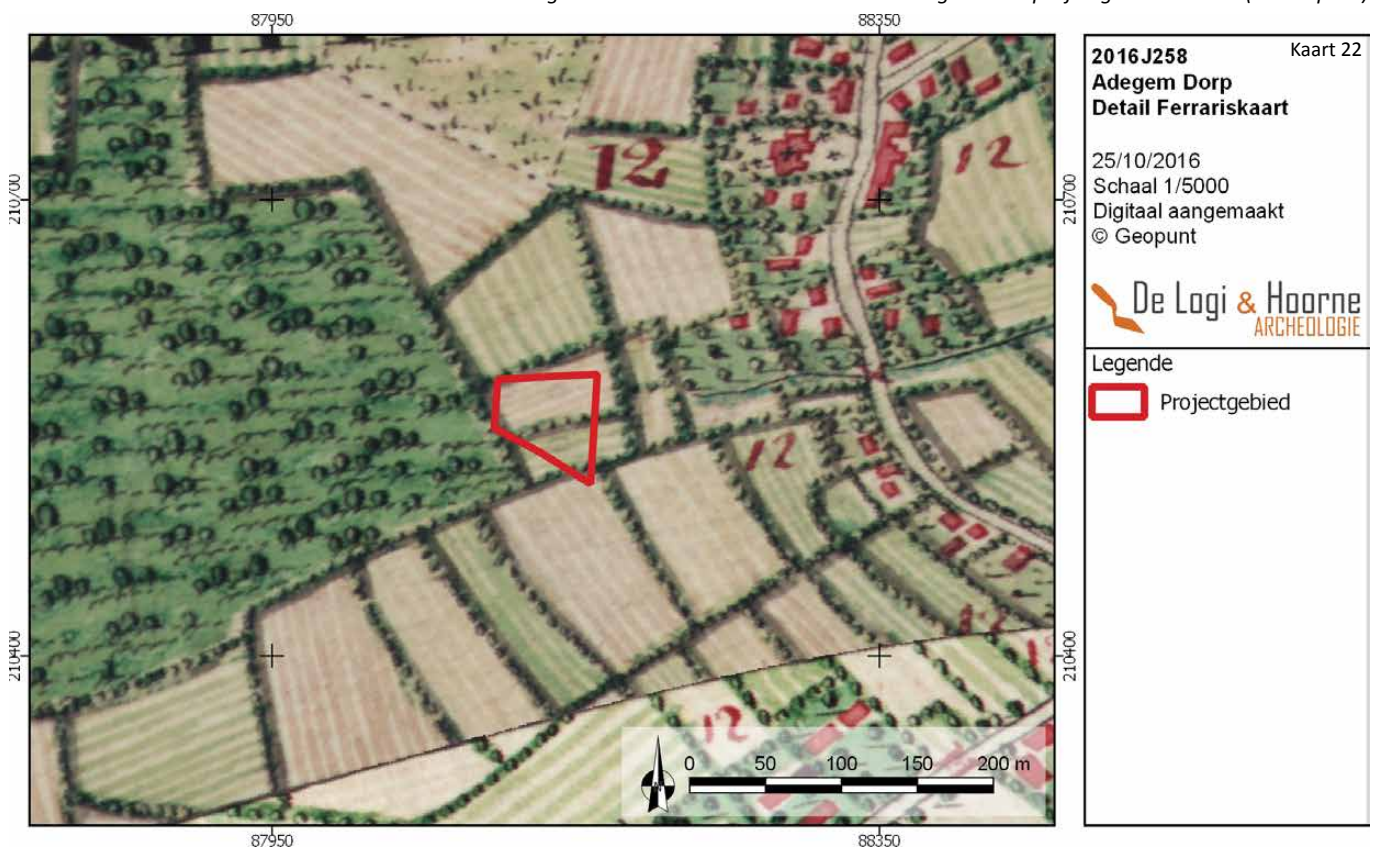 87950
88350
2016J258
Kaart 22
Adegem Dorp
Detail Ferrariskaart
25/10/2016
Schaal 1/5000
Digitaal aangemaakt
© Geopunt
De Logi & Hoorne
ARCHEOLOGIE
Legende
Projectgebied
210700
210700
12
12
12
12
210400
210400
0 50 100 150 200 m
87950
88350